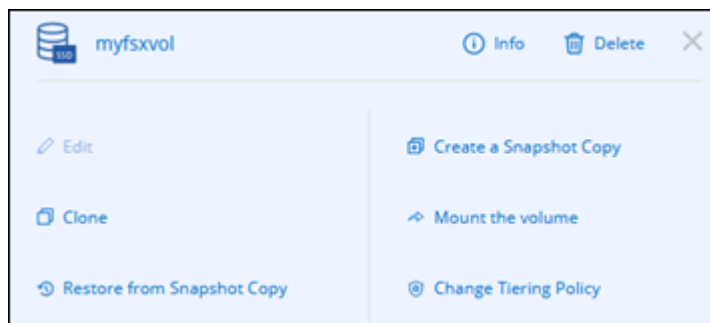 SSD
myfsxvol
Info
Delete
Edit
Create a Snapshot Copy
Clone
Mount the volume
Restore from Snapshot Copy
Change Tiering Policy